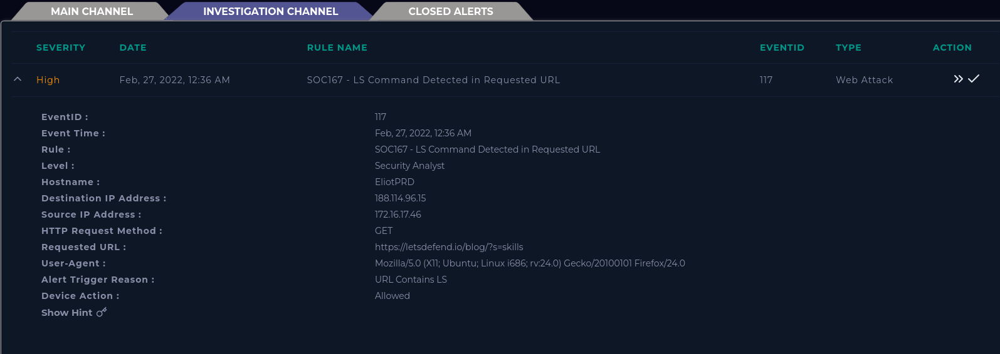 MAIN CHANNEL INVESTIGATION CHANNEL CLOSED ALERTS
SEVERITY DATE RULE NAME EVENTID TYPE ACTION
High Feb, 27, 2022, 12:36 AM SOC167 - LS Command Detected in Requested URL 117 Web Attack
EventID : 117
Event Time : Feb, 27, 2022, 12:36 AM
Rule : SOC167 - LS Command Detected in Requested URL
Level : Security Analyst
Hostname : EliotPRD
Destination IP Address : 188.114.96.15
Source IP Address : 172.16.17.46
HTTP Request Method : GET
Requested URL : https://letsdefend.io/blog/?s=skills
User-Agent : Mozilla/5.0 (X11; Ubuntu; Linux i686; rv:24.0) Gecko/20100101 Firefox/24.0
Alert Trigger Reason : URL Contains LS
Device Action : Allowed
Show Hint